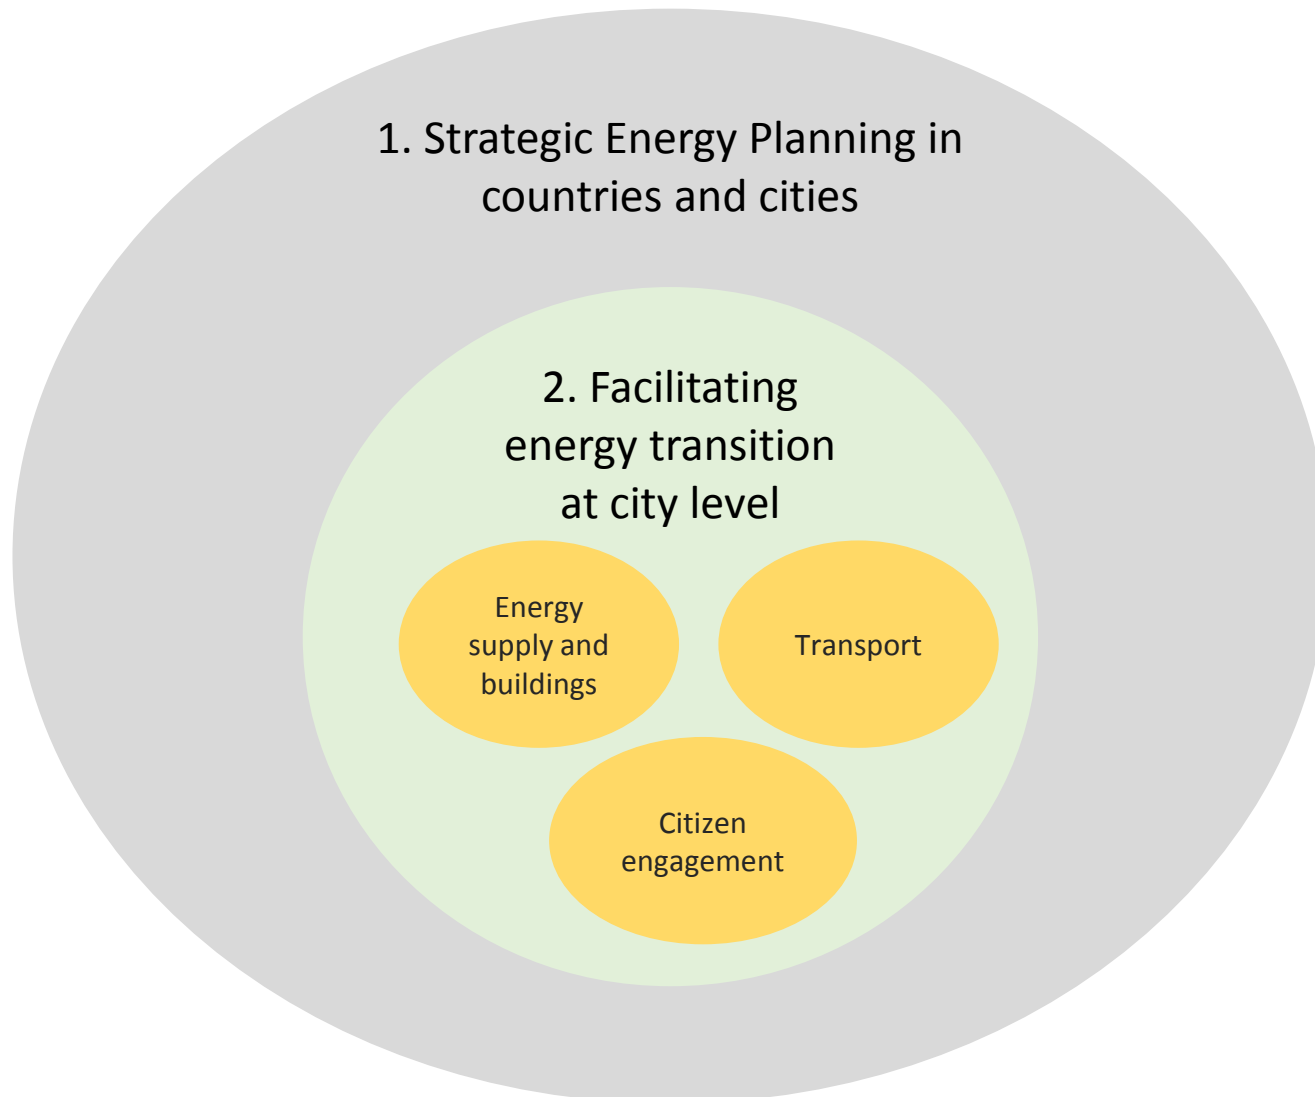 1. Strategic Energy Planning in
countries and cities
2. Facilitating
energy transition
at city level
Energy
supply and
buildings
Transport
Citizen
engagement